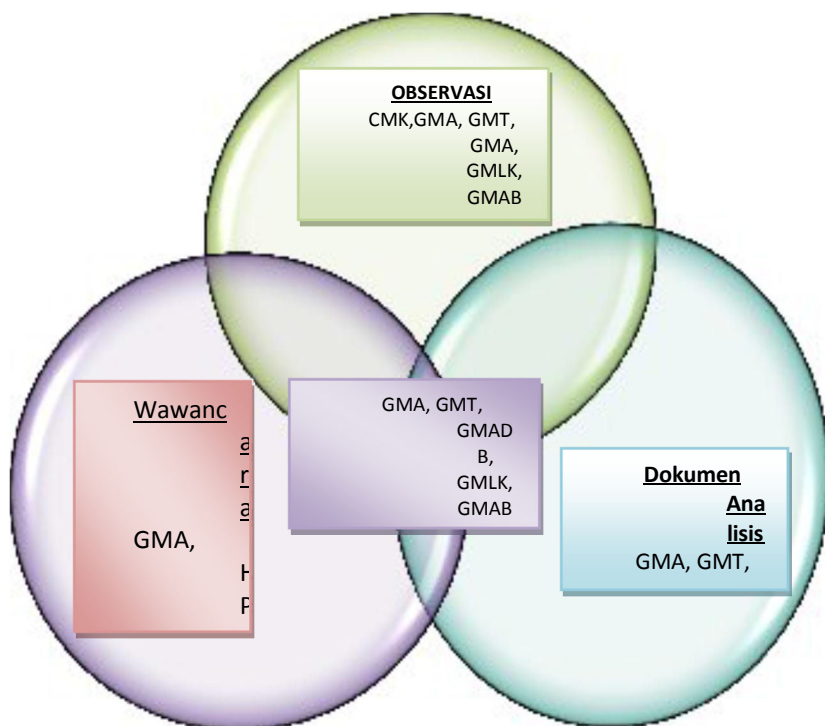 OBSERVASI
CMK,GMA, GMT,
GMA,
GMLK,
GMAB
Wawanc
a
r
a
GMA,
H
P
GMA, GMT,
GMAD
B,
GMLK,
GMAB
Dokumen
Ana
lisis
GMA, GMT,